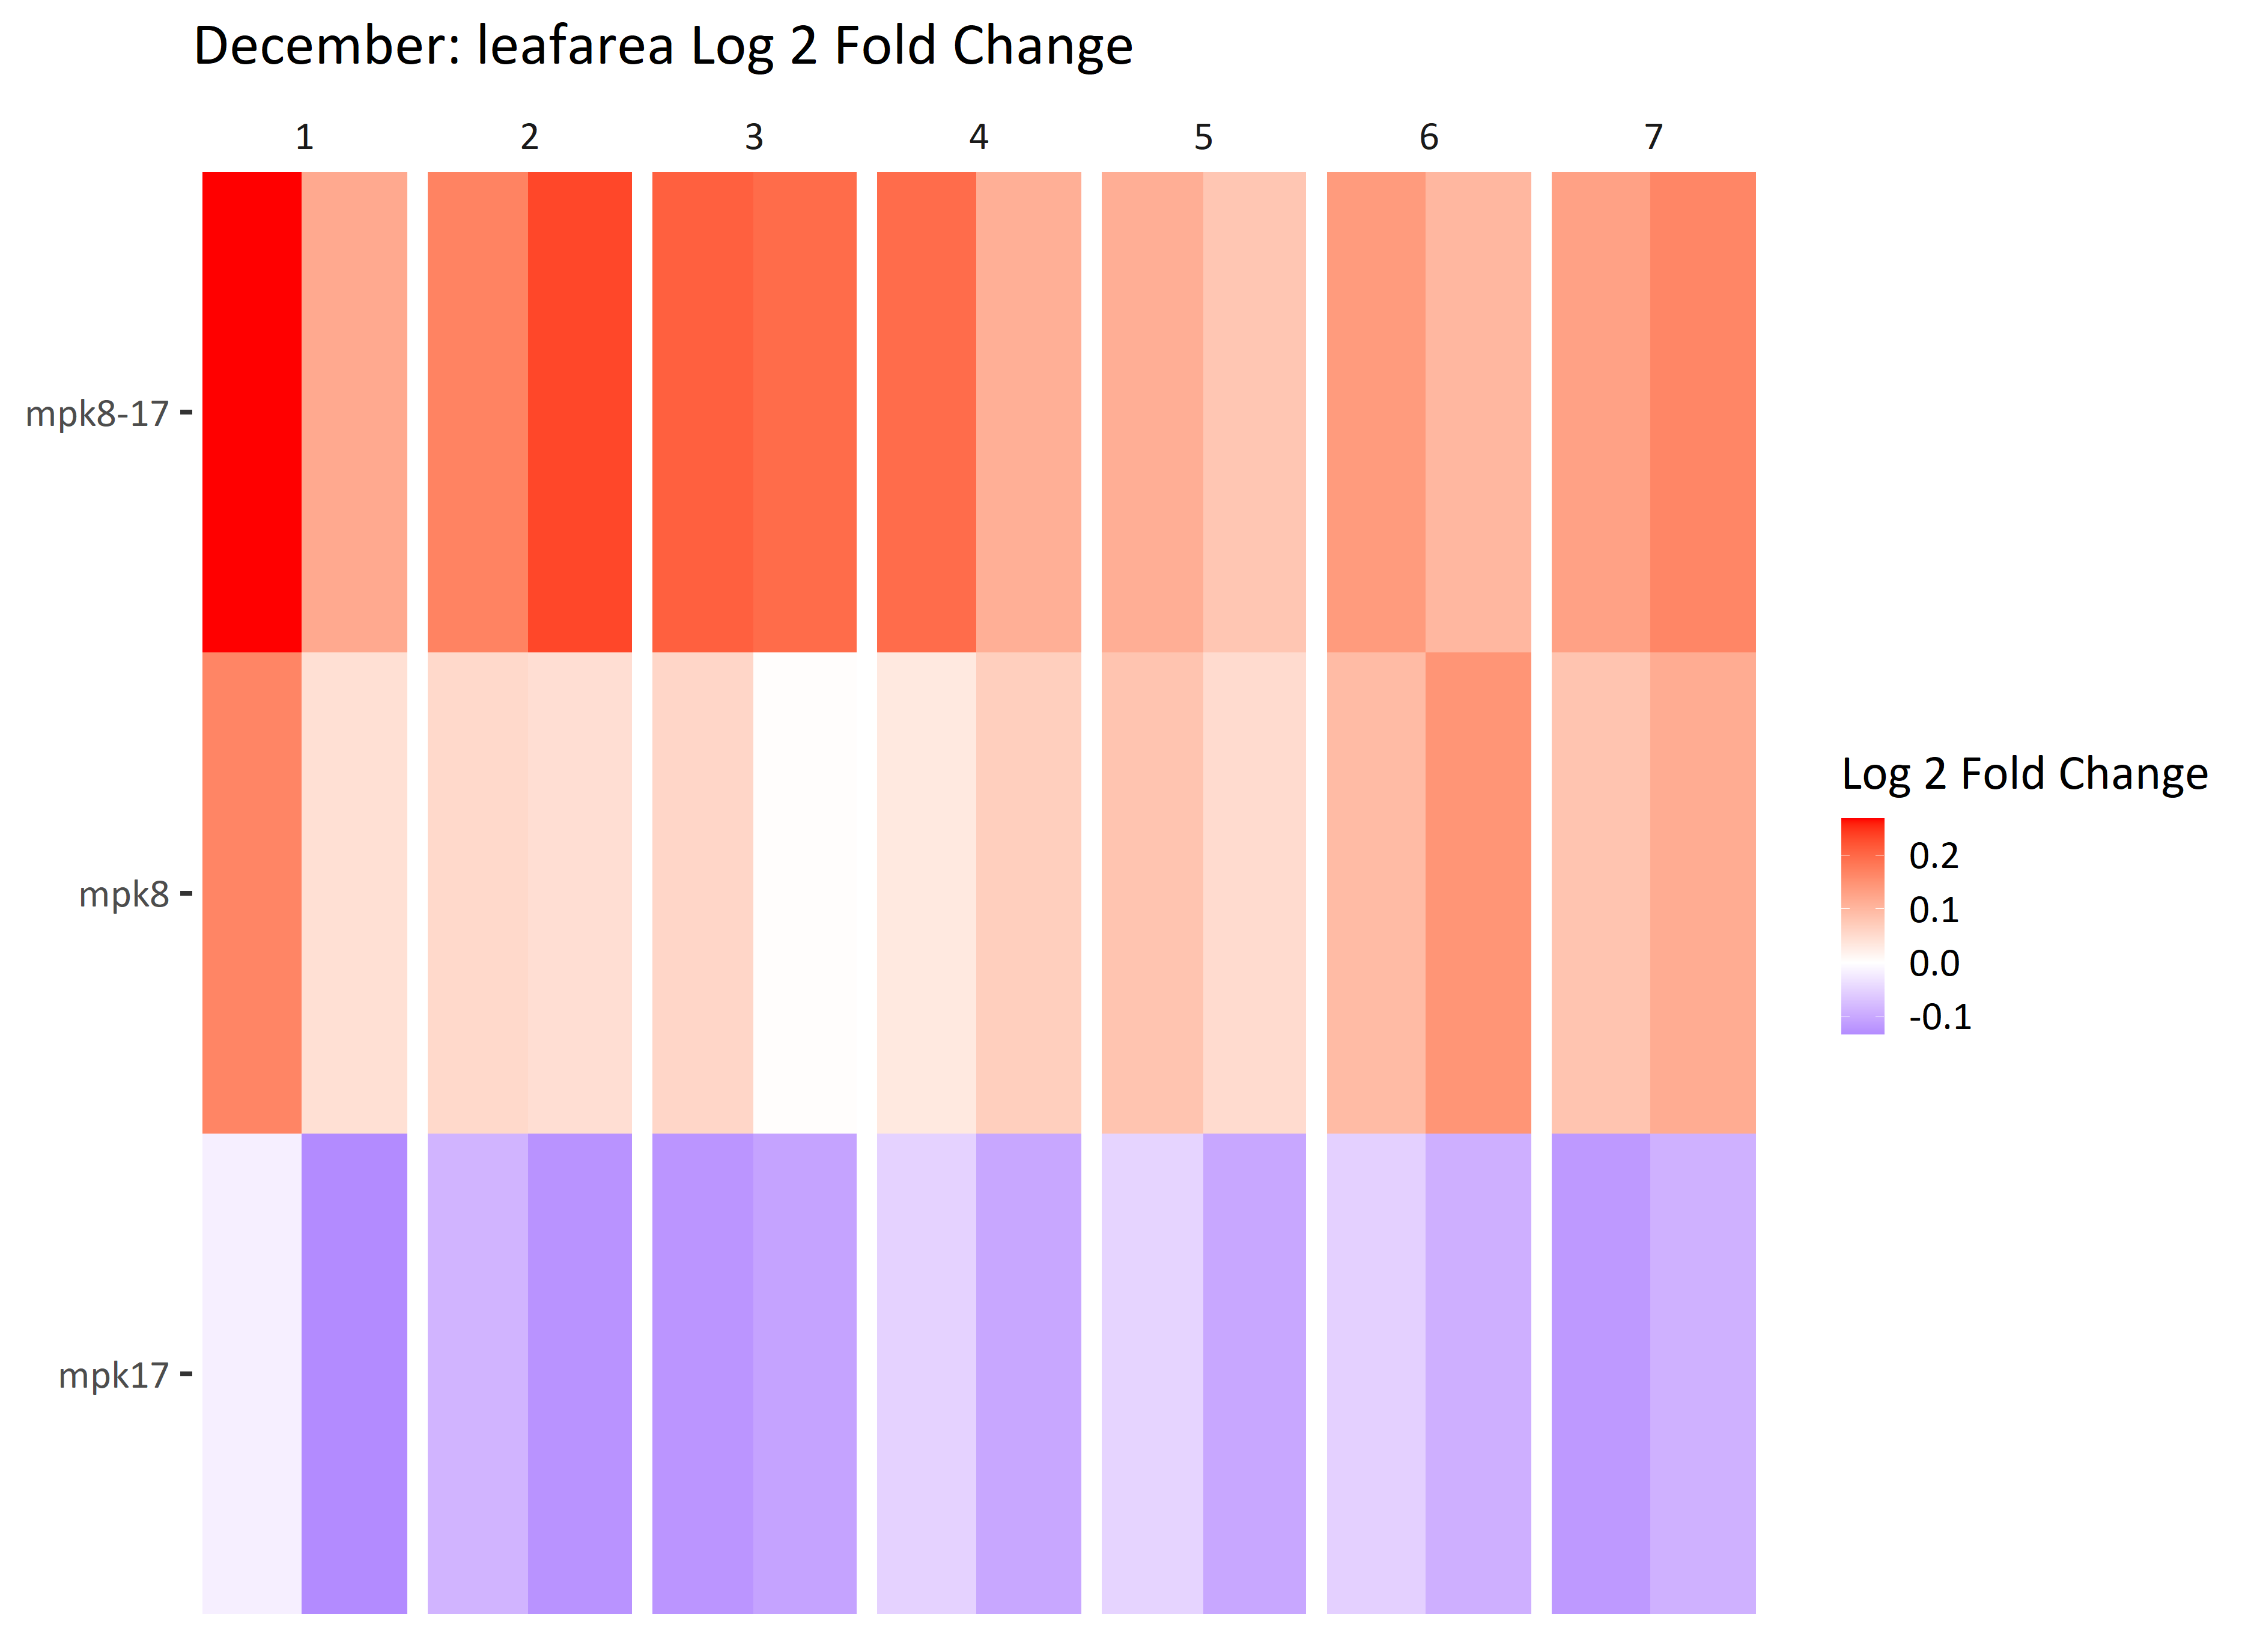 December: leafarea Log 2 Fold Change
1 2 3 4 5 6 7
mpk8-17
mpk8
mpk17
Log 2 Fold Change
0.2
0.1
0.0
-0.1